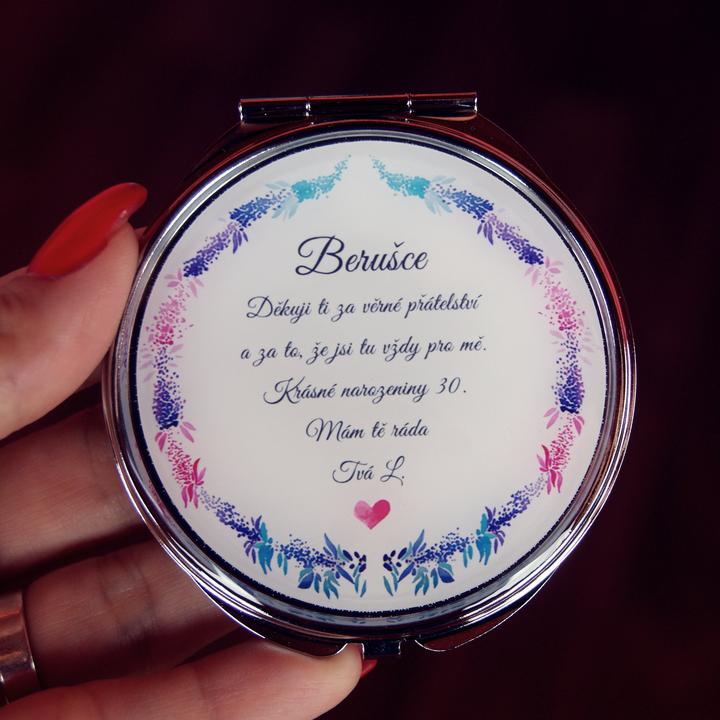 Berušce
Děkuji ti za věrné přátelství
a za to, že jsi tu vždy pro mě.
Krásné narozeniny 30.
Mám tě ráda
Tvá L.